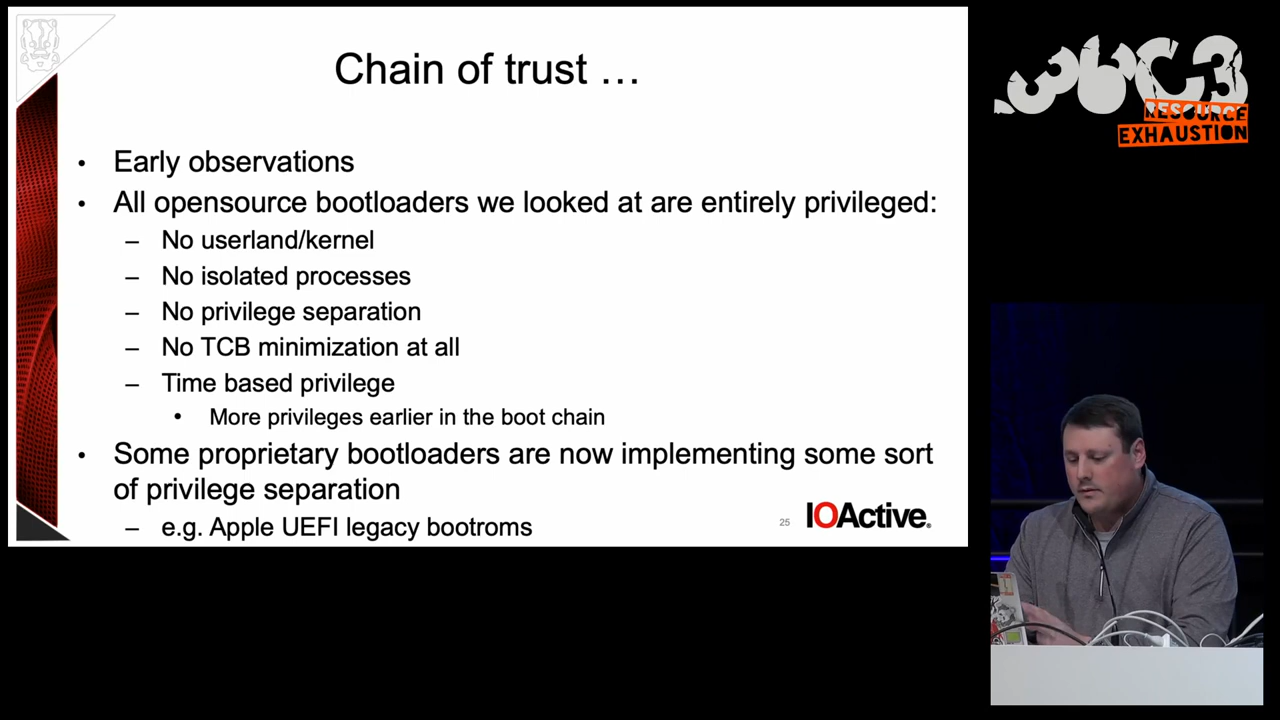 Chain of trust …
• Early observations
• All opensource bootloaders we looked at are entirely privileged:
– No userland/kernel
– No isolated processes
– No privilege separation
– No TCB minimization at all
– Time based privilege
• More privileges earlier in the boot chain
• Some proprietary bootloaders are now implementing some sort
of privilege separation
– e.g. Apple UEFI legacy bootroms
25
IOActive.
36C3
RESOURCE
EXHAUSTION